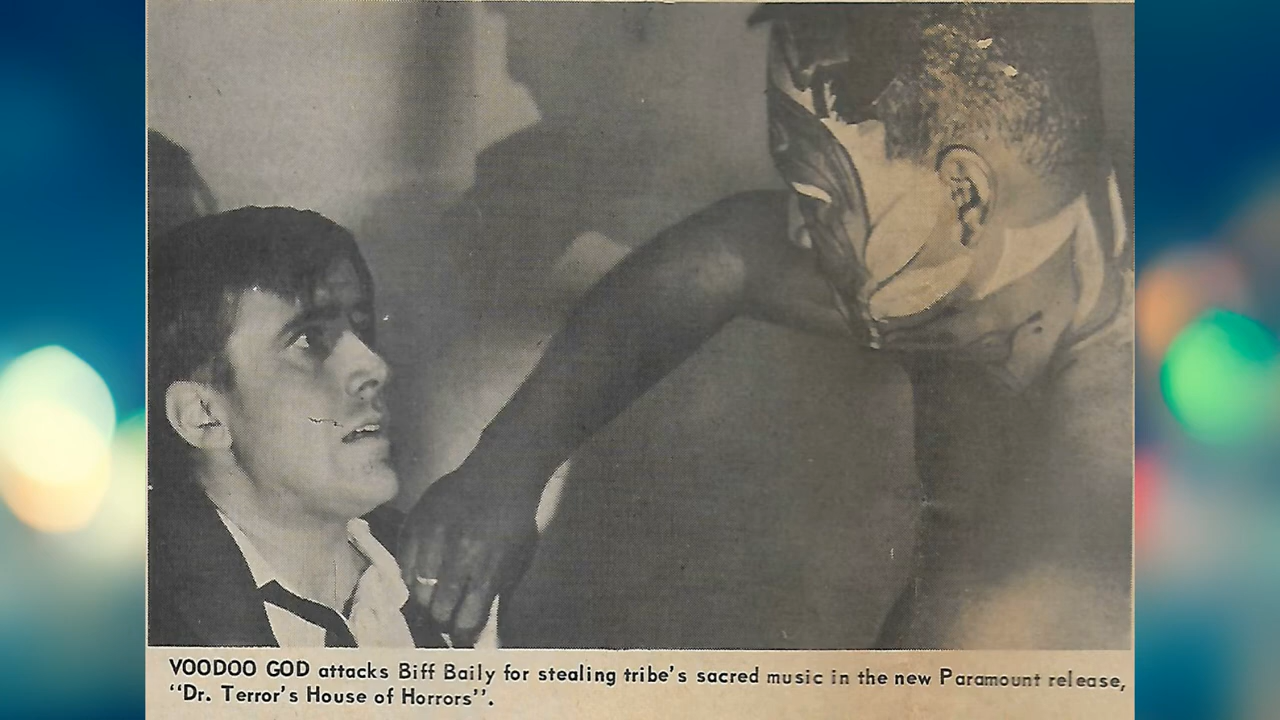 VOODOO GOD attacks Biff Baily for stealing tribe's sacred music in the new Paramount release,
"Dr. Terror's House of Horrors".